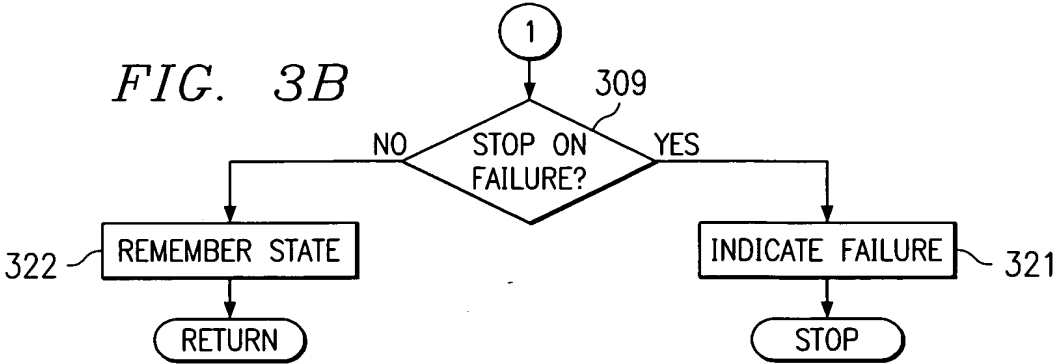 1
FIG. 3B
309
NO
STOP ON
FAILURE?
YES
322
REMEMBER STATE
INDICATE FAILURE
321
RETURN
STOP